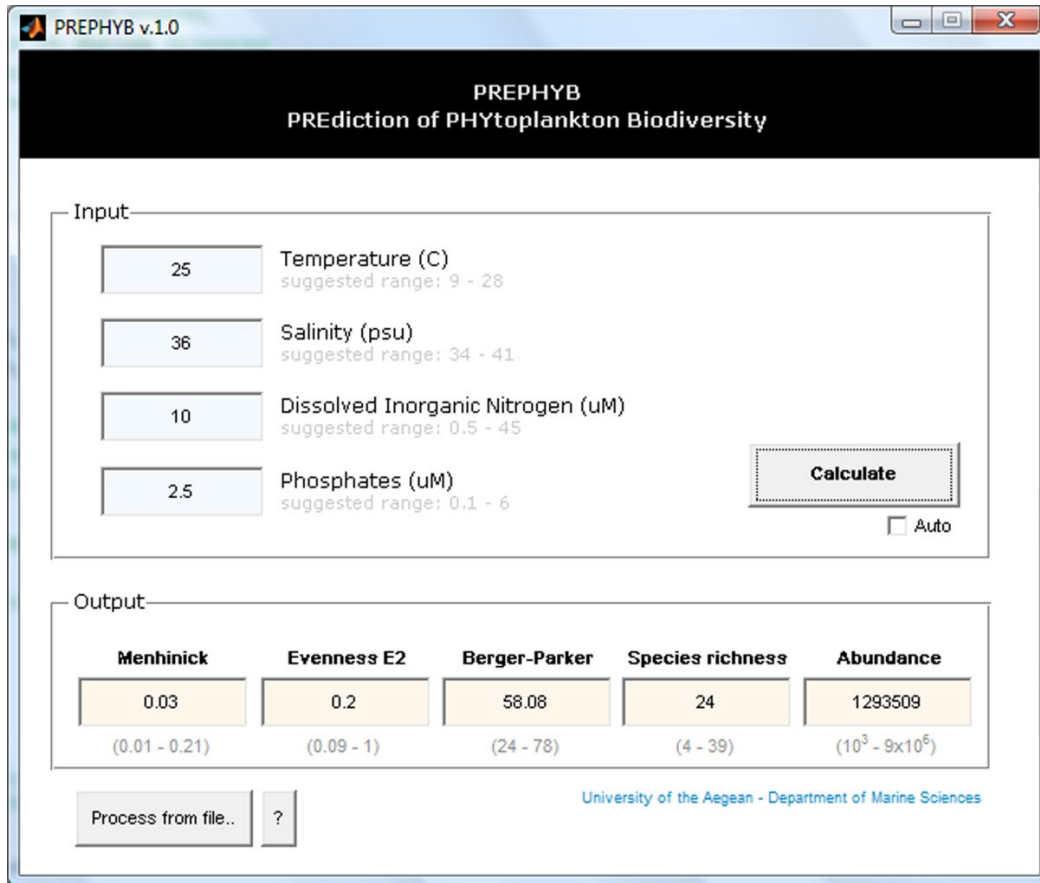 PREPHYB v.1.0
PREPHYB
PREdiction of PHYtoplankton Biodiversity
Input
25
Temperature (C)
suggested range: 9 - 28
36
Salinity (psu)
suggested range: 34 - 41
10
Dissolved Inorganic Nitrogen (uM)
suggested range: 0.5 - 45
2.5
Phosphates (uM)
suggested range: 0.1 - 6
Calculate
Auto
Output
Menhinick Evenness E2 Berger-Parker Species richness Abundance
0.03 0.2 58.08 24 1293509
(0.01 - 0.21) (0.09 - 1) (24 - 78) (4 - 39) (10³ - 9x10⁶)
Process from file.. ?
University of the Aegean - Department of Marine Sciences